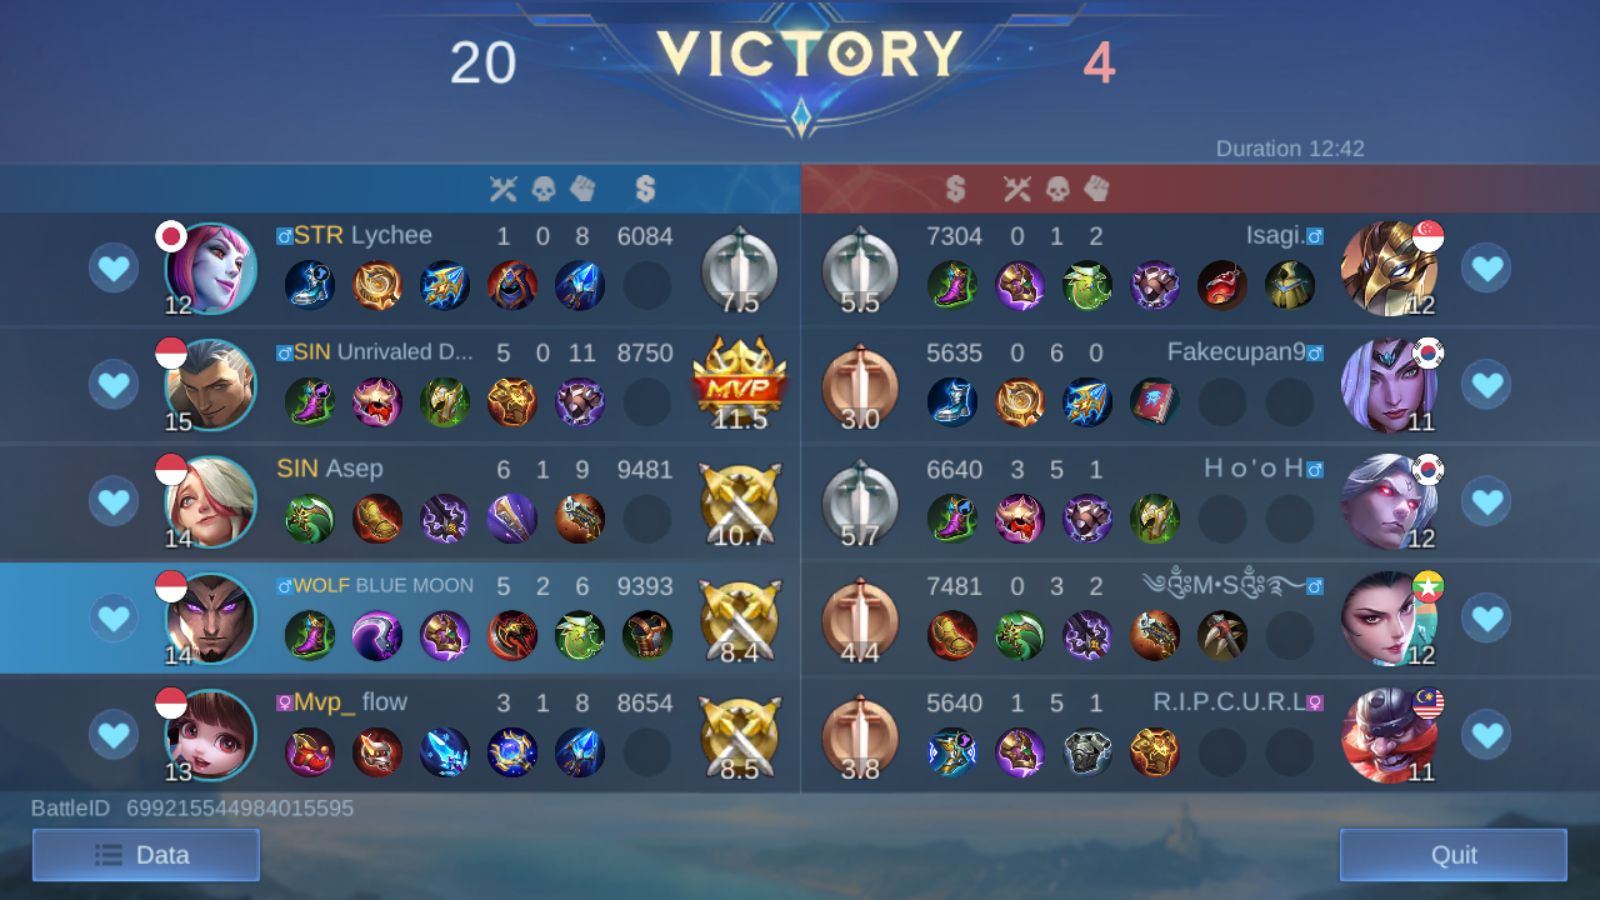 20 VICTORY 4
Duration 12:42
STR Lychee 1 0 8 6084
12 7.5
7304 0 1 2 Isagi.
5.5 12
SIN Unrivaled D... 5 0 11 8750
15 MVP 11.5
5635 0 6 0 Fakecupan9
3.0 11
SIN Asep 6 1 9 9481
14 10.7
6640 3 5 1 H o ' o H
5.7 12
WOLF BLUE MOON 5 2 6 9393
14 8.4
7481 0 3 2 M•S
4.4 12
Mvp_ flow 3 1 8 8654
13 8.5
5640 1 5 1 R.I.P.C.U.R.L
3.8 11
BattleID 699215544984015595
Data
Quit